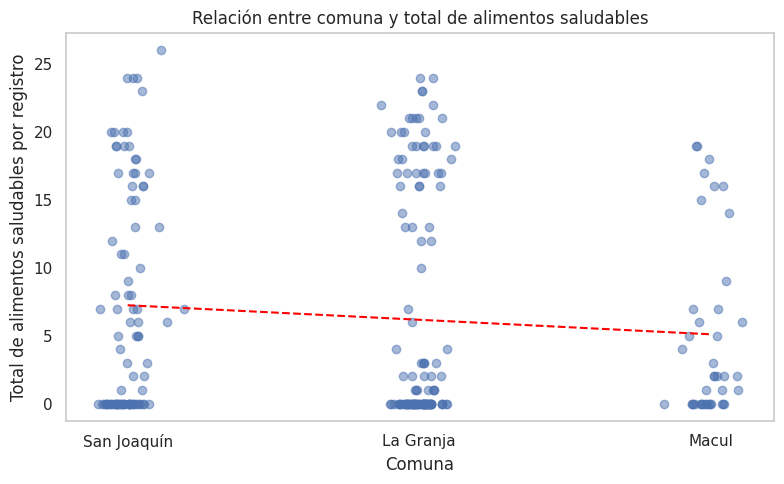 Relación entre comuna y total de alimentos saludables
Total de alimentos saludables por registro
25
20
15
10
5
0
San Joaquín
La Granja
Macul
Comuna